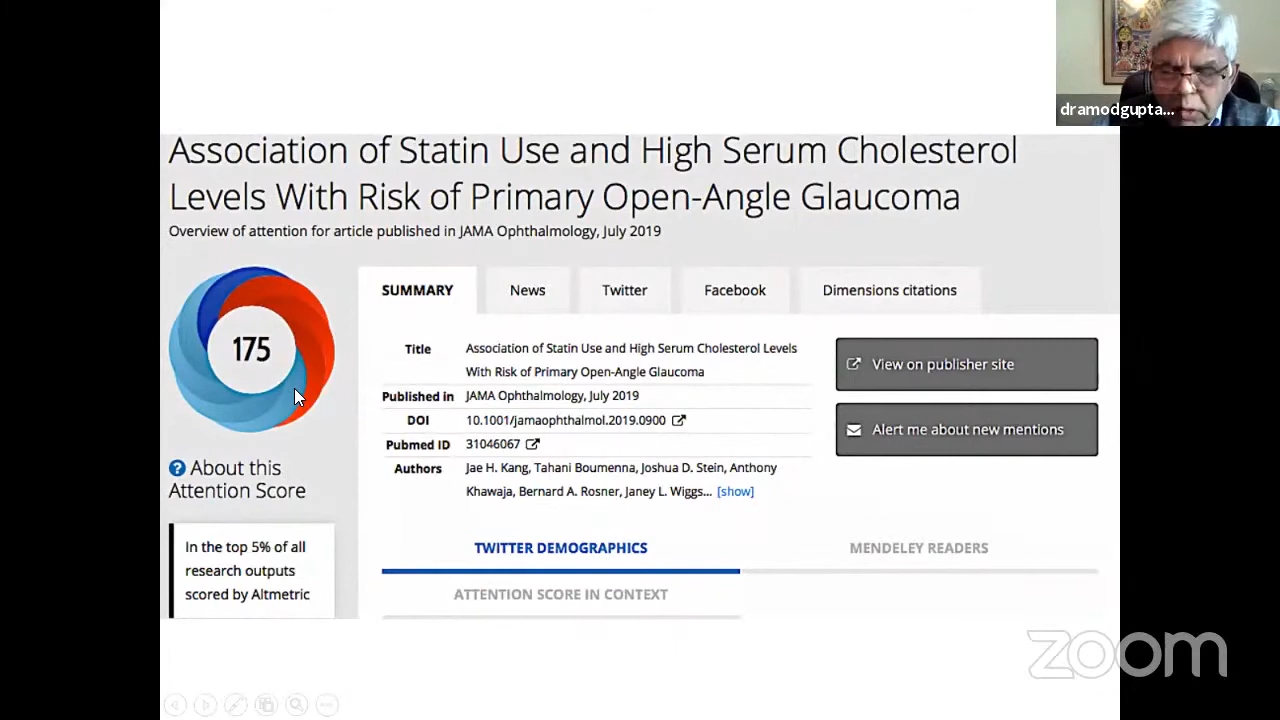 dramodgupta...
Association of Statin Use and High Serum Cholesterol
Levels With Risk of Primary Open-Angle Glaucoma
Overview of attention for article published in JAMA Ophthalmology, July 2019
175
SUMMARY
News
Twitter
Facebook
Dimensions citations
Title
Association of Statin Use and High Serum Cholesterol Levels
With Risk of Primary Open-Angle Glaucoma
Published in
JAMA Ophthalmology, July 2019
DOI
10.1001/jamaophthalmol.2019.0900
Pubmed ID
31046067
Authors
Jae H. Kang, Tahani Boumenna, Joshua D. Stein, Anthony
Khawaja, Bernard A. Rosner, Janey L. Wiggs... [show]
View on publisher site
Alert me about new mentions
? About this
Attention Score
In the top 5% of all
research outputs
scored by Altmetric
TWITTER DEMOGRAPHICS
MENDELEY READERS
ATTENTION SCORE IN CONTEXT
zoom